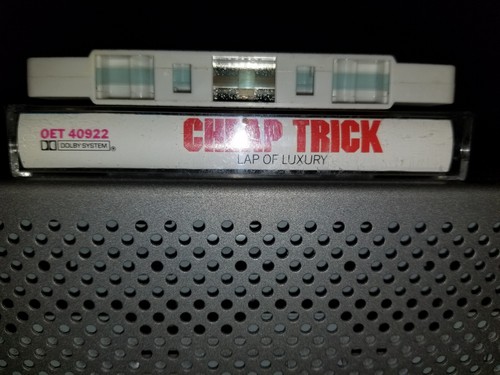 OET 40922
DOLBY SYSTEM®
CHEAP TRICK
LAP OF LUXURY